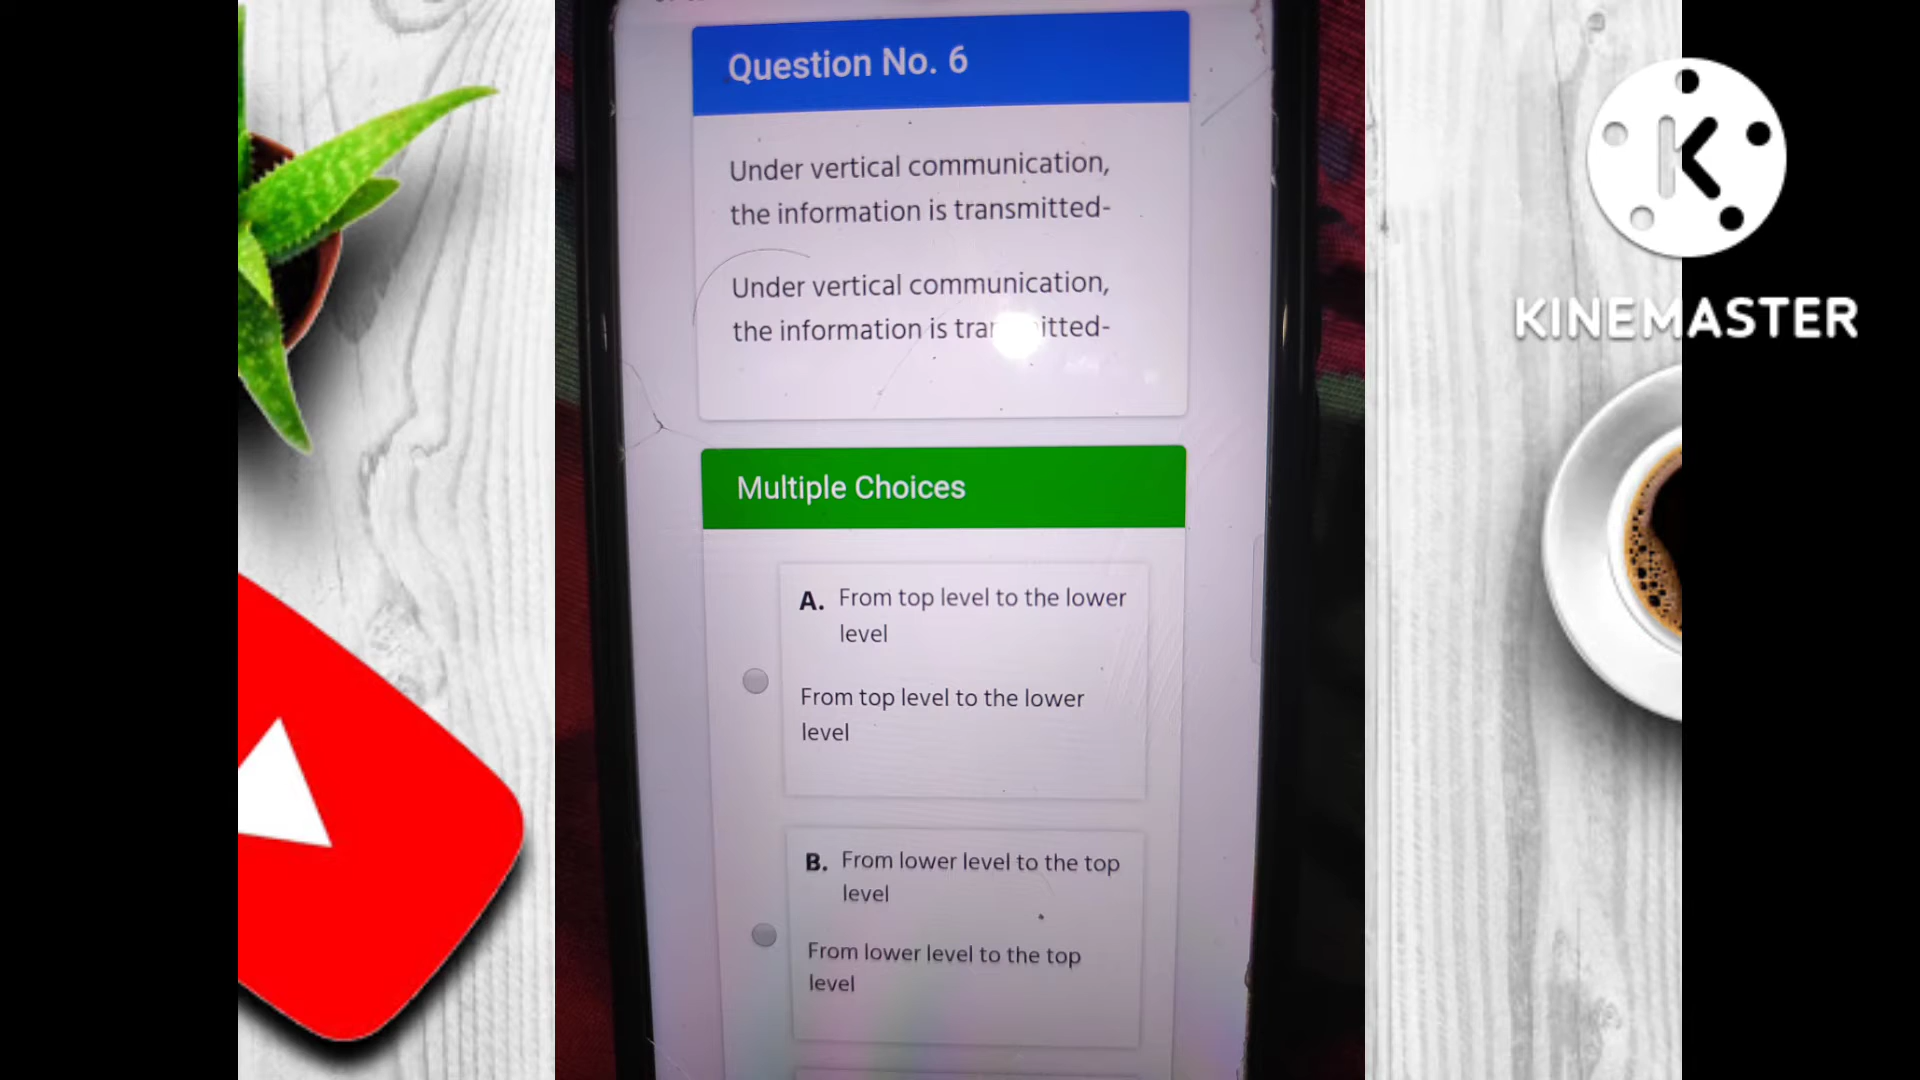 Question No. 6
Under vertical communication,
the information is transmitted-
Under vertical communication,
the information is tra itted-
Multiple Choices
A. From top level to the lower
level
From top level to the lower
level
B. From lower level to the top
level
From lower level to the top
level
KINEMASTER